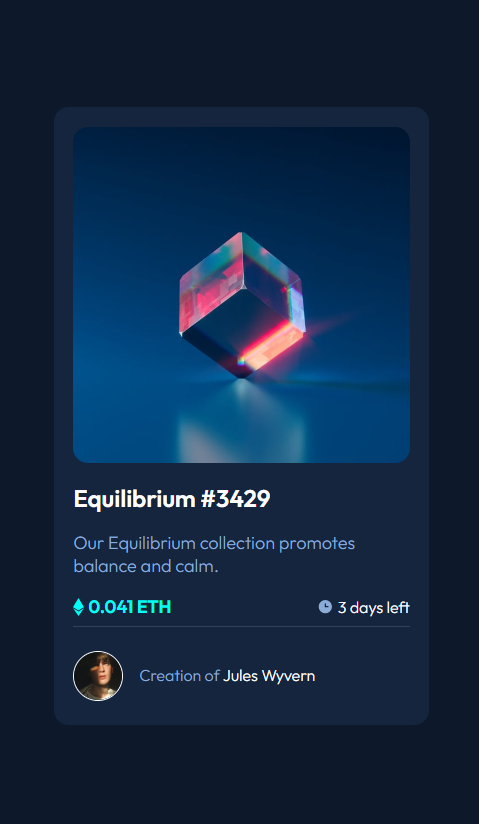 Equilibrium #3429
Our Equilibrium collection promotes
balance and calm.
0.041 ETH 3 days left
Creation of Jules Wyvern